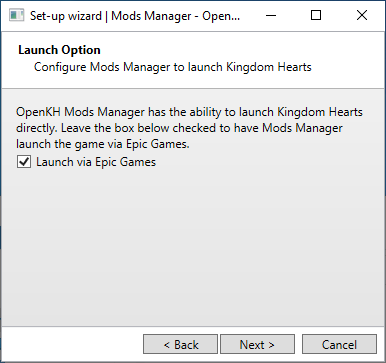 Set-up wizard | Mods Manager - Open...
Launch Option
Configure Mods Manager to launch Kingdom Hearts
OpenKH Mods Manager has the ability to launch Kingdom Hearts
directly. Leave the box below checked to have Mods Manager
launch the game via Epic Games.
Launch via Epic Games
< Back
Next >
Cancel